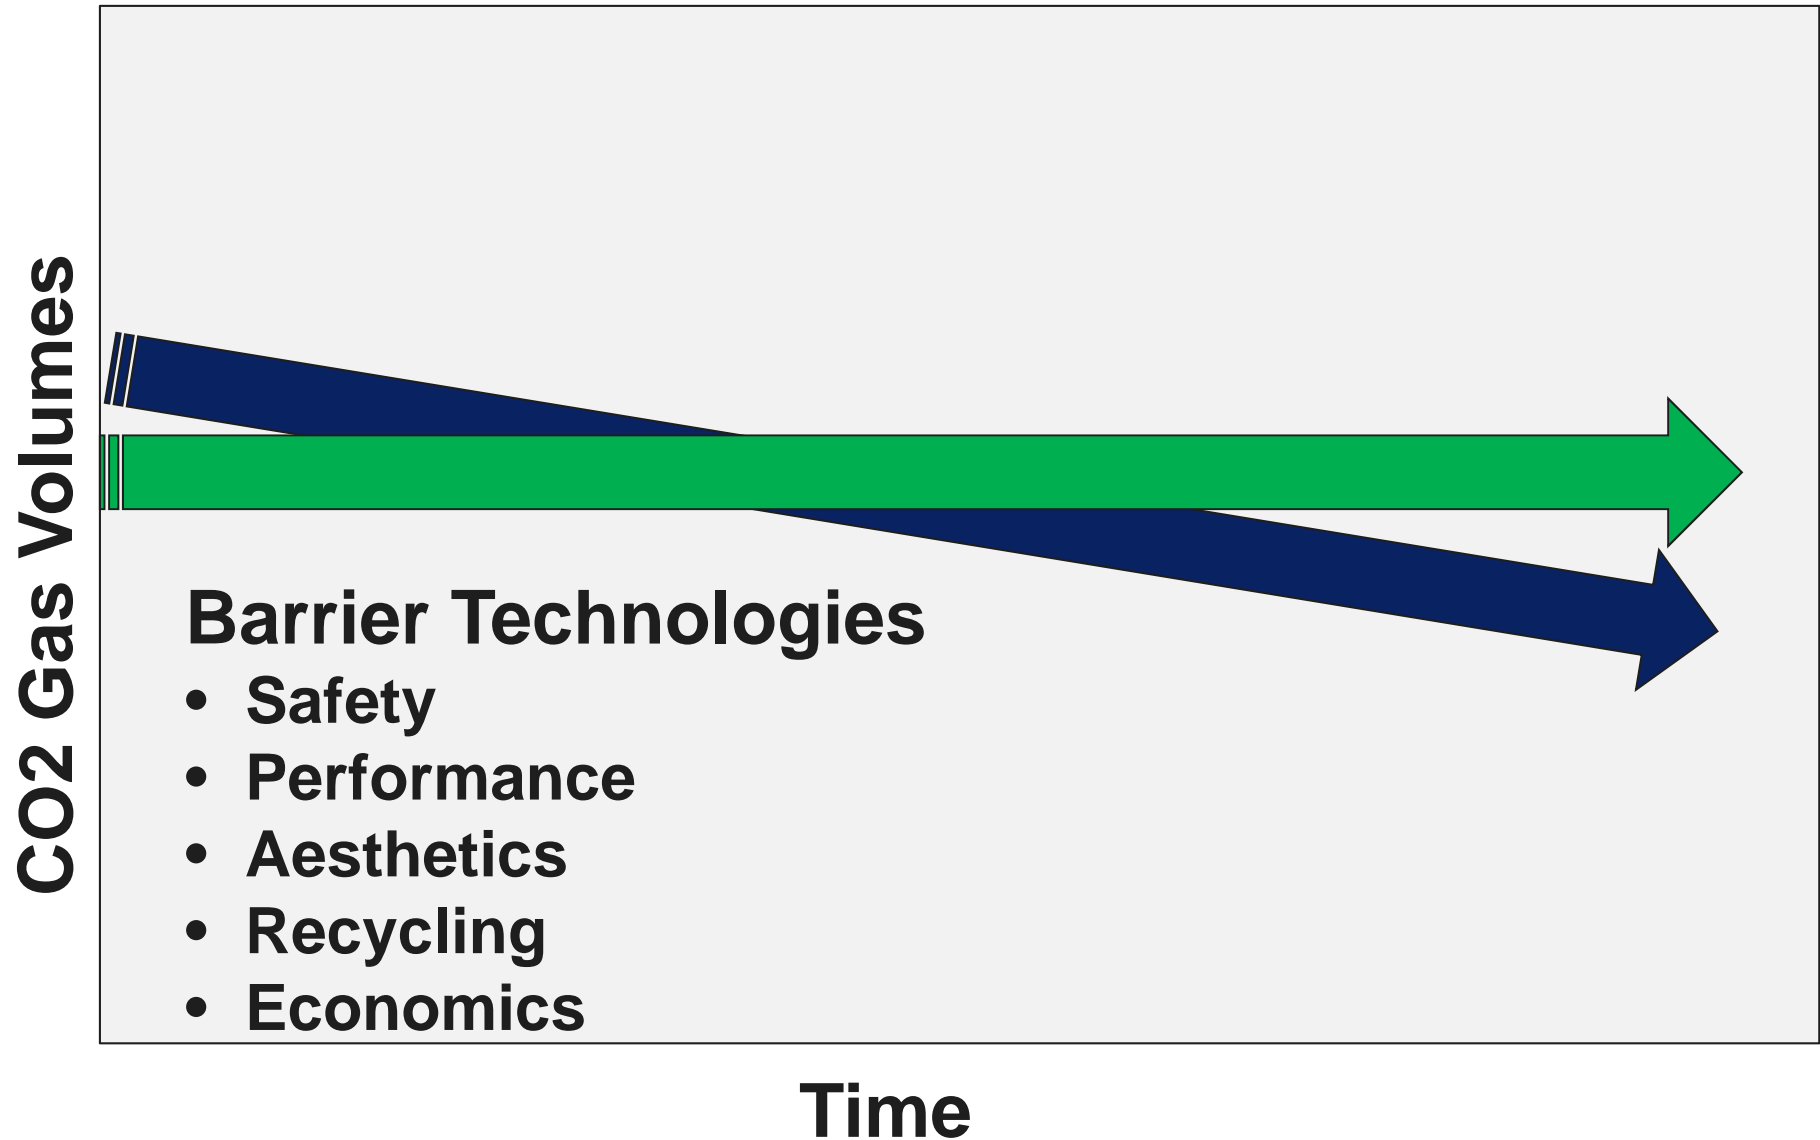 CO2 Gas Volumes
Barrier Technologies
• Safety
• Performance
• Aesthetics
• Recycling
• Economics
Time